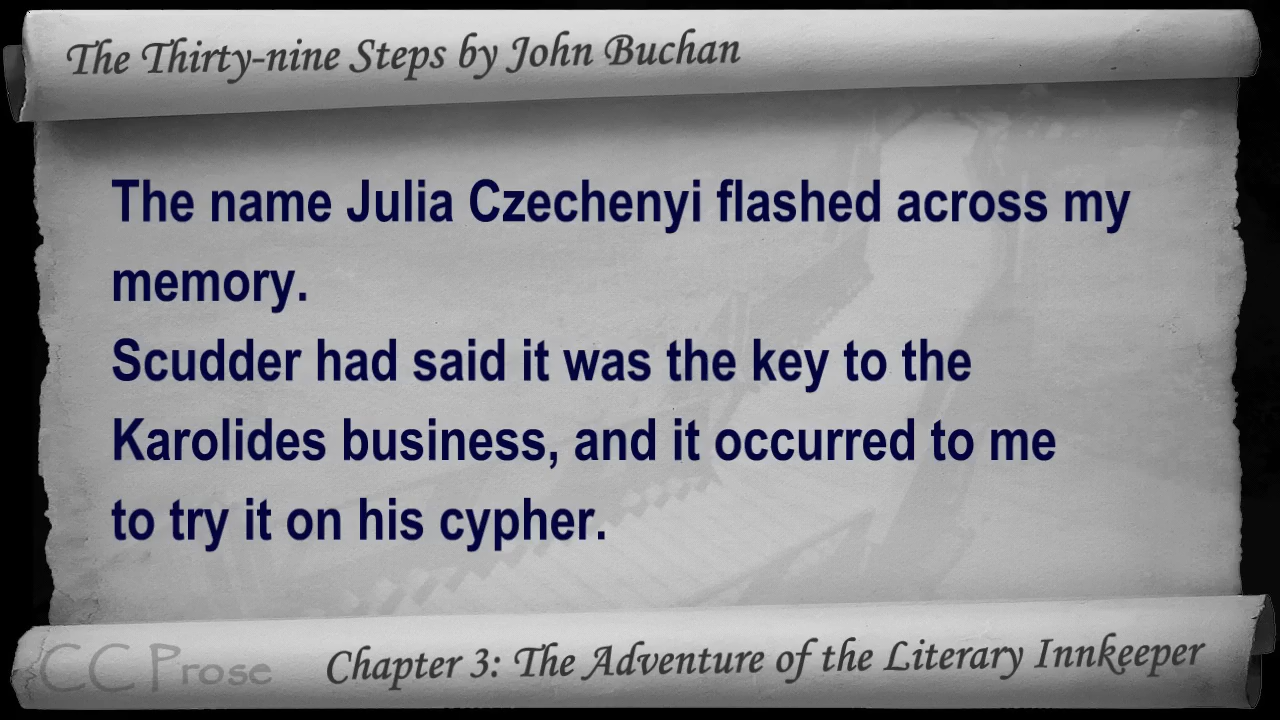 The Thirty-nine Steps by John Buchan
The name Julia Czechenyi flashed across my
memory.
Scudder had said it was the key to the
Karolides business, and it occurred to me
to try it on his cypher.
CC Prose
Chapter 3: The Adventure of the Literary Innkeeper